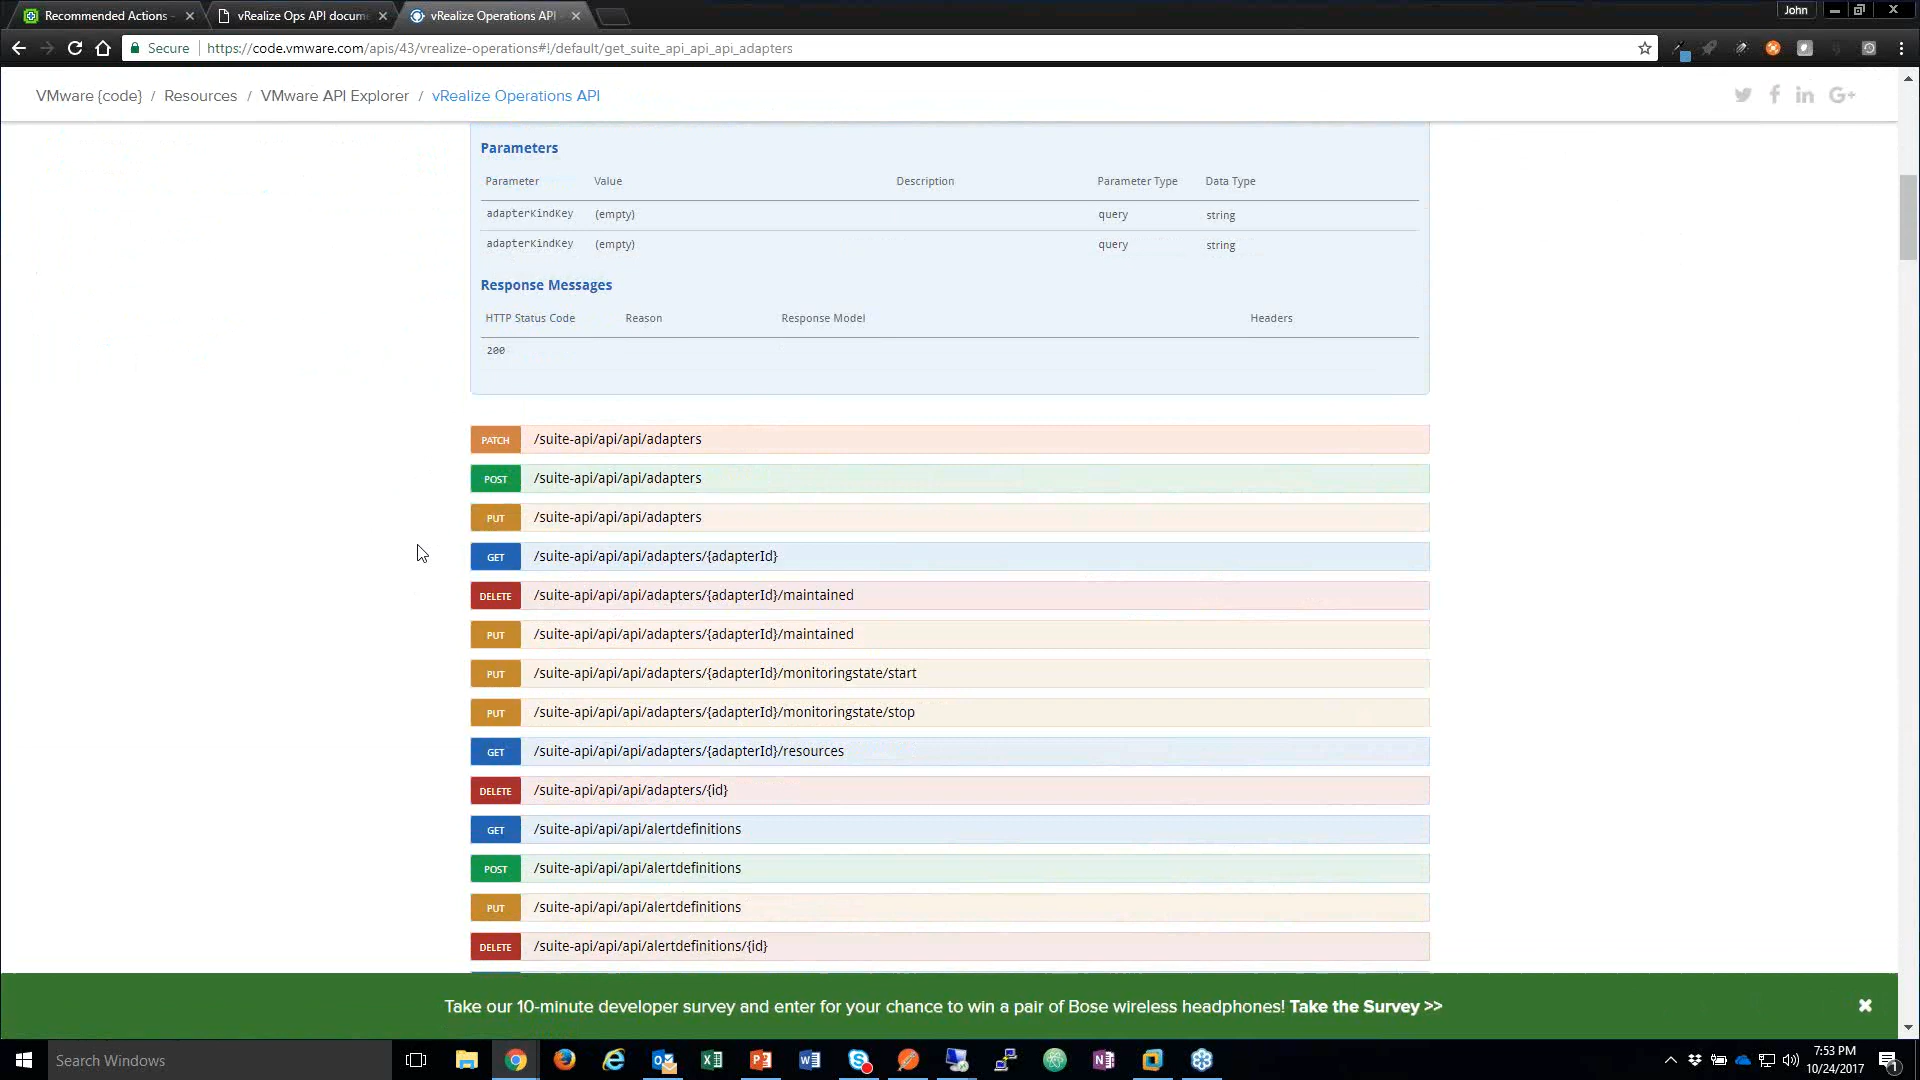 Recommended Actions -
vRealize Ops API docum
vRealize Operations API
John
Secure
https://code.vmware.com/apis/43/vrealize-operations#!/default/get_suite_api_api_api_adapters
VMware {code} / Resources / VMware API Explorer / vRealize Operations API
Parameters
Parameter Value Description Parameter Type Data Type
adapterKindKey (empty) query string
adapterKindKey (empty) query string
Response Messages
HTTP Status Code Reason Response Model Headers
200
PATCH /suite-api/api/api/adapters
POST /suite-api/api/api/adapters
PUT /suite-api/api/api/adapters
GET /suite-api/api/api/adapters/{adapterId}
DELETE /suite-api/api/api/adapters/{adapterId}/maintained
PUT /suite-api/api/api/adapters/{adapterId}/maintained
PUT /suite-api/api/api/adapters/{adapterId}/monitoringstate/start
PUT /suite-api/api/api/adapters/{adapterId}/monitoringstate/stop
GET /suite-api/api/api/adapters/{adapterId}/resources
DELETE /suite-api/api/api/adapters/{id}
GET /suite-api/api/api/alertdefinitions
POST /suite-api/api/api/alertdefinitions
PUT /suite-api/api/api/alertdefinitions
DELETE /suite-api/api/api/alertdefinitions/{id}
Take our 10-minute developer survey and enter for your chance to win a pair of Bose wireless headphones! Take the Survey >>
Search Windows
7:53 PM
10/24/2017